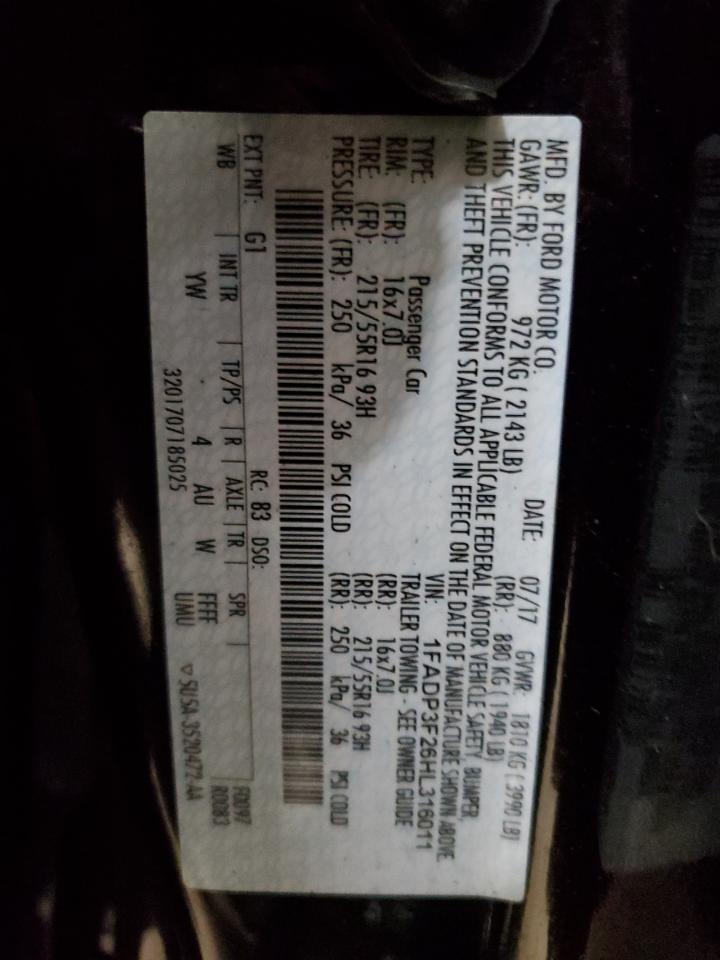 MFD. BY FORD MOTOR CO.
DATE: 07/17 GVWR: 1810 KG ( 3990 LB)
GAWR: (FR): 972 KG ( 2143 LB) (RR): 880 KG ( 1940 LB)
THIS VEHICLE CONFORMS TO ALL APPLICABLE FEDERAL MOTOR VEHICLE SAFETY, BUMPER,
AND THEFT PREVENTION STANDARDS IN EFFECT ON THE DATE OF MANUFACTURE SHOWN ABOVE.
VIN: 1FADP3F26HL316011
TYPE: Passenger Car TRAILER TOWING - SEE OWNER GUIDE
RIM: (FR): 16x7.0J (RR): 16x7.0J
TIRE: (FR): 215/55R16 93H (RR): 215/55R16 93H
PRESSURE: (FR): 250 kPa/ 36 PSI COLD (RR): 250 kPa/ 36 PSI COLD
EXT PNT: G1 RC: 83 DSO: F0097
R0083
WB | INT TR | TP/PS | R | AXLE | TR | SPR |
YW 4 AU W FFFF
UMU
3201707185025 ▽5U5A-3520472-AA